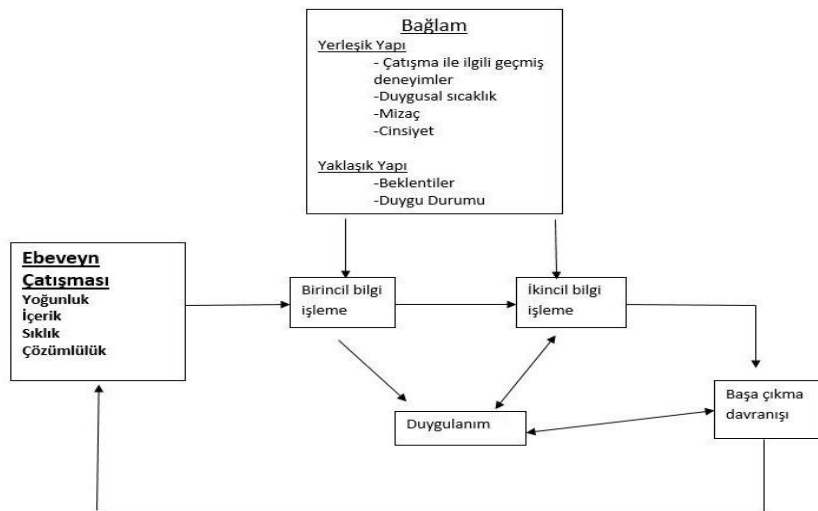 Bağlam
Yerleşik Yapı
- Çatışma ile ilgili geçmiş
deneyimler
-Duygusal sıcaklık
-Mizaç
-Cinsiyet
Yaklaşık Yapı
-Beklentiler
-Duygu Durumu
Ebeveyn
Çatışması
Yoğunluk
İçerik
Sıklık
Çözümlülük
Birincil bilgi
işleme
İkincil bilgi
işleme
Duygulanım
Başa çıkma
davranışı